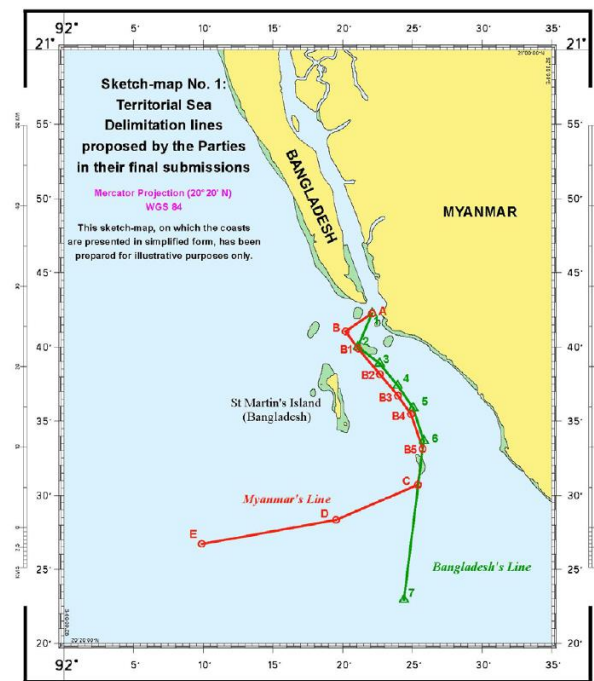 92°
5'
10'
15'
20'
25'
30'
35'
21°
21°
Sketch-map No. 1:
Territorial Sea
Delimitation lines
proposed by the Parties
in their final submissions
Mercator Projection (20° 20' N)
WGS 84
This sketch-map, on which the coasts
are presented in simplified form, has been
prepared for illustrative purposes only.
BANGLADESH
MYANMAR
55'
55'
50'
50'
45'
45'
40'
40'
35'
35'
30'
30'
25'
25'
20'
20'
A
1
B
2
B1
3
B2
4
B3
5
B4
6
B5
C
D
E
7
St Martin's Island
(Bangladesh)
Myanmar's Line
Bangladesh's Line
92°
5'
10'
15'
20'
25'
30'
35'